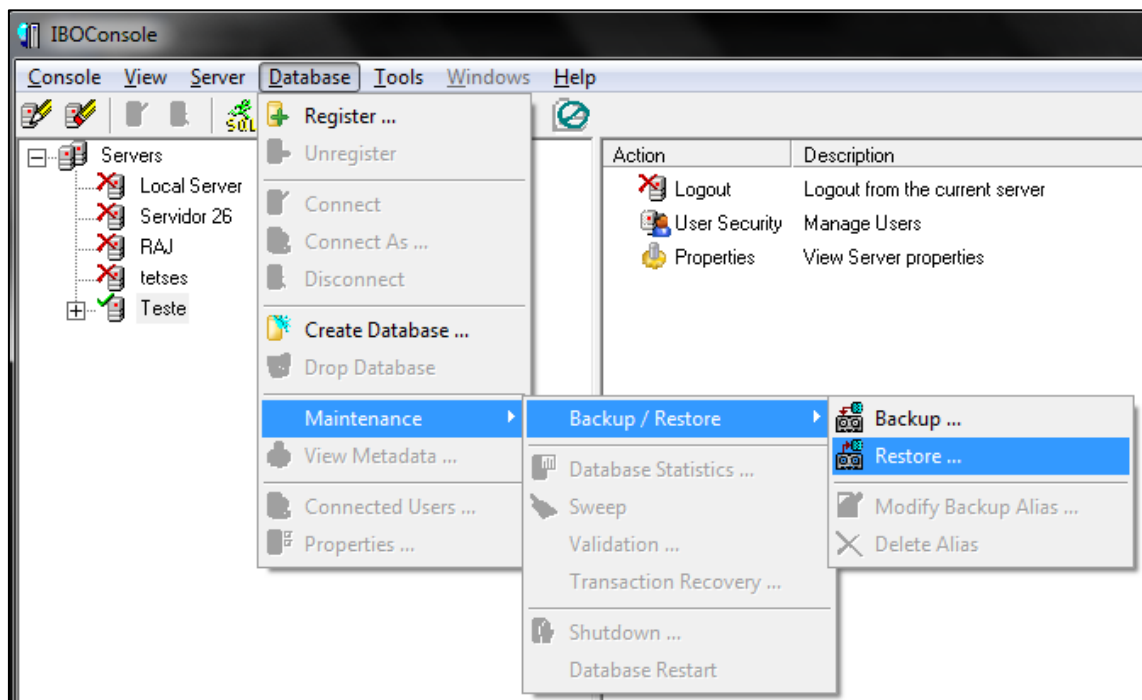 IBOConsole
Console View Server Database Tools Windows Help
SQL
Servers
Local Server
Servidor 26
RAJ
tetses
Teste
Register ...
Unregister
Connect
Connect As ...
Disconnect
Create Database ...
Drop Database
Maintenance
View Metadata ...
Connected Users ...
Properties ...
Backup / Restore
Database Statistics ...
Sweep
Validation ...
Transaction Recovery ...
Shutdown ...
Database Restart
Backup ...
Restore ...
Modify Backup Alias ...
Delete Alias
Action Description
Logout Logout from the current server
User Security Manage Users
Properties View Server properties